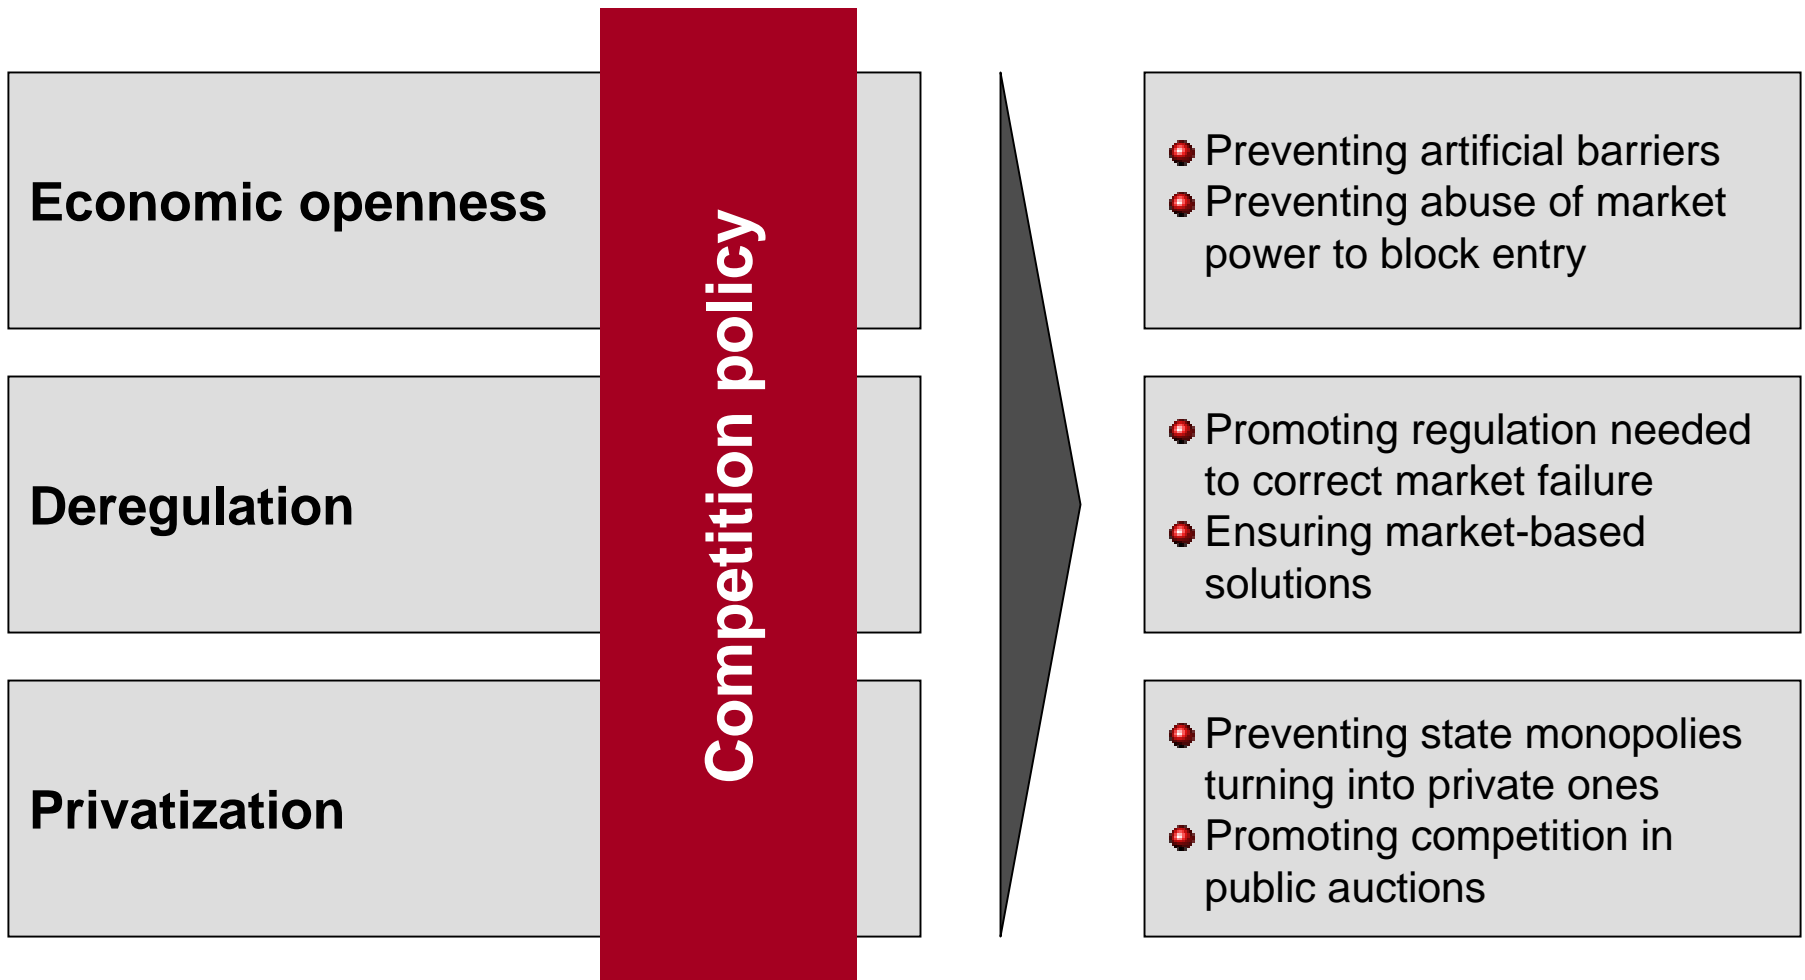 Economic openness
Deregulation
Privatization
Competition policy
Preventing artificial barriers
Preventing abuse of market
power to block entry
Promoting regulation needed
to correct market failure
Ensuring market-based
solutions
Preventing state monopolies
turning into private ones
Promoting competition in
public auctions